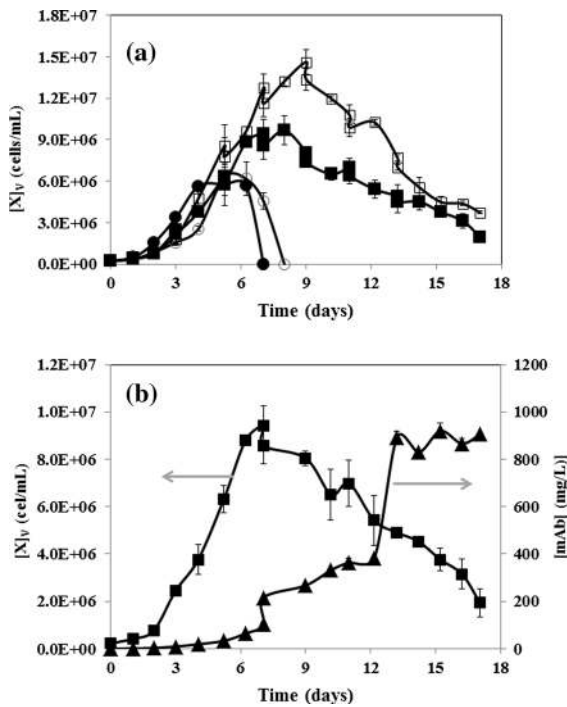 (a)
[X]V (cells/mL)
1.8E+07
1.5E+07
1.2E+07
9.0E+06
6.0E+06
3.0E+06
0.0E+00
0 3 6 9 12 15 18
Time (days)
(b)
[X]V (cel/mL)
1.2E+07
1.0E+07
8.0E+06
6.0E+06
4.0E+06
2.0E+06
0.0E+00
1200
1000
800
600
400
200
0
[mAb] (mg/L)
0 3 6 9 12 15 18
Time (days)